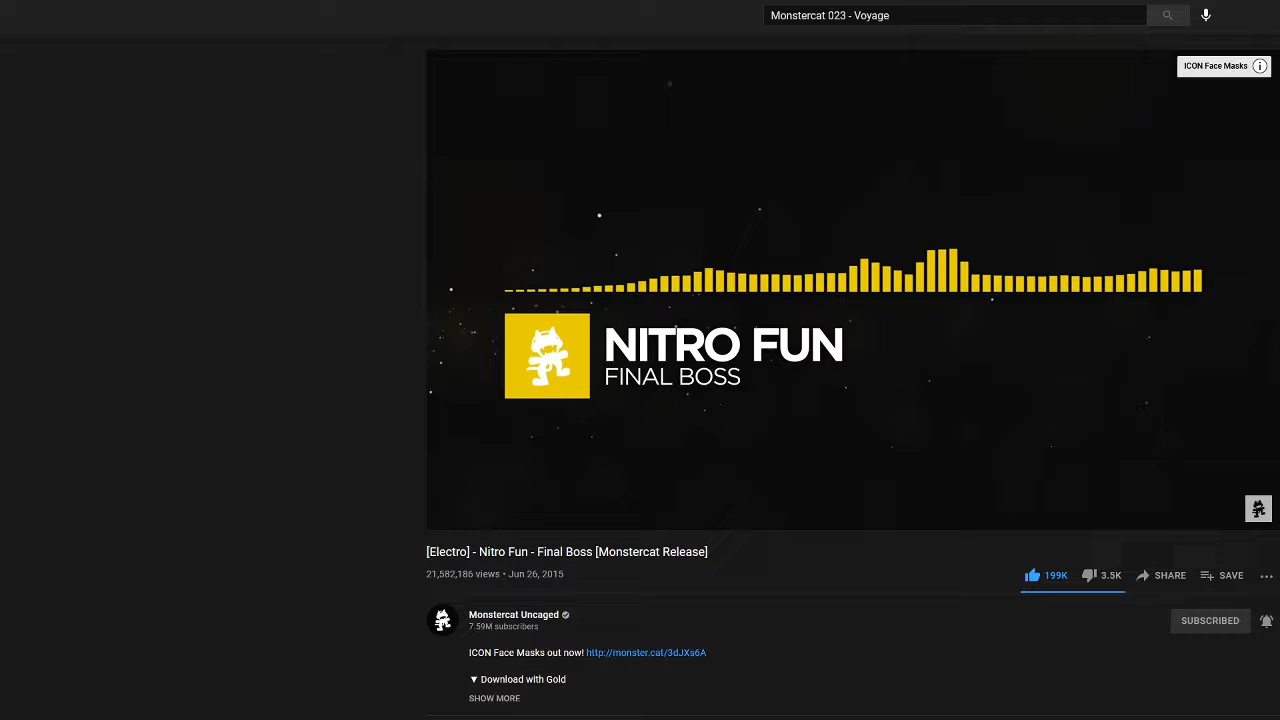 Monstercat 023 - Voyage
ICON Face Masks
NITRO FUN
FINAL BOSS
[Electro] - Nitro Fun - Final Boss [Monstercat Release]
21,582,186 views • Jun 26, 2015
199K 3.5K SHARE SAVE
Monstercat Uncaged
7.59M subscribers
SUBSCRIBED
ICON Face Masks out now! http://monster.cat/3dJXs6A
▼ Download with Gold
SHOW MORE